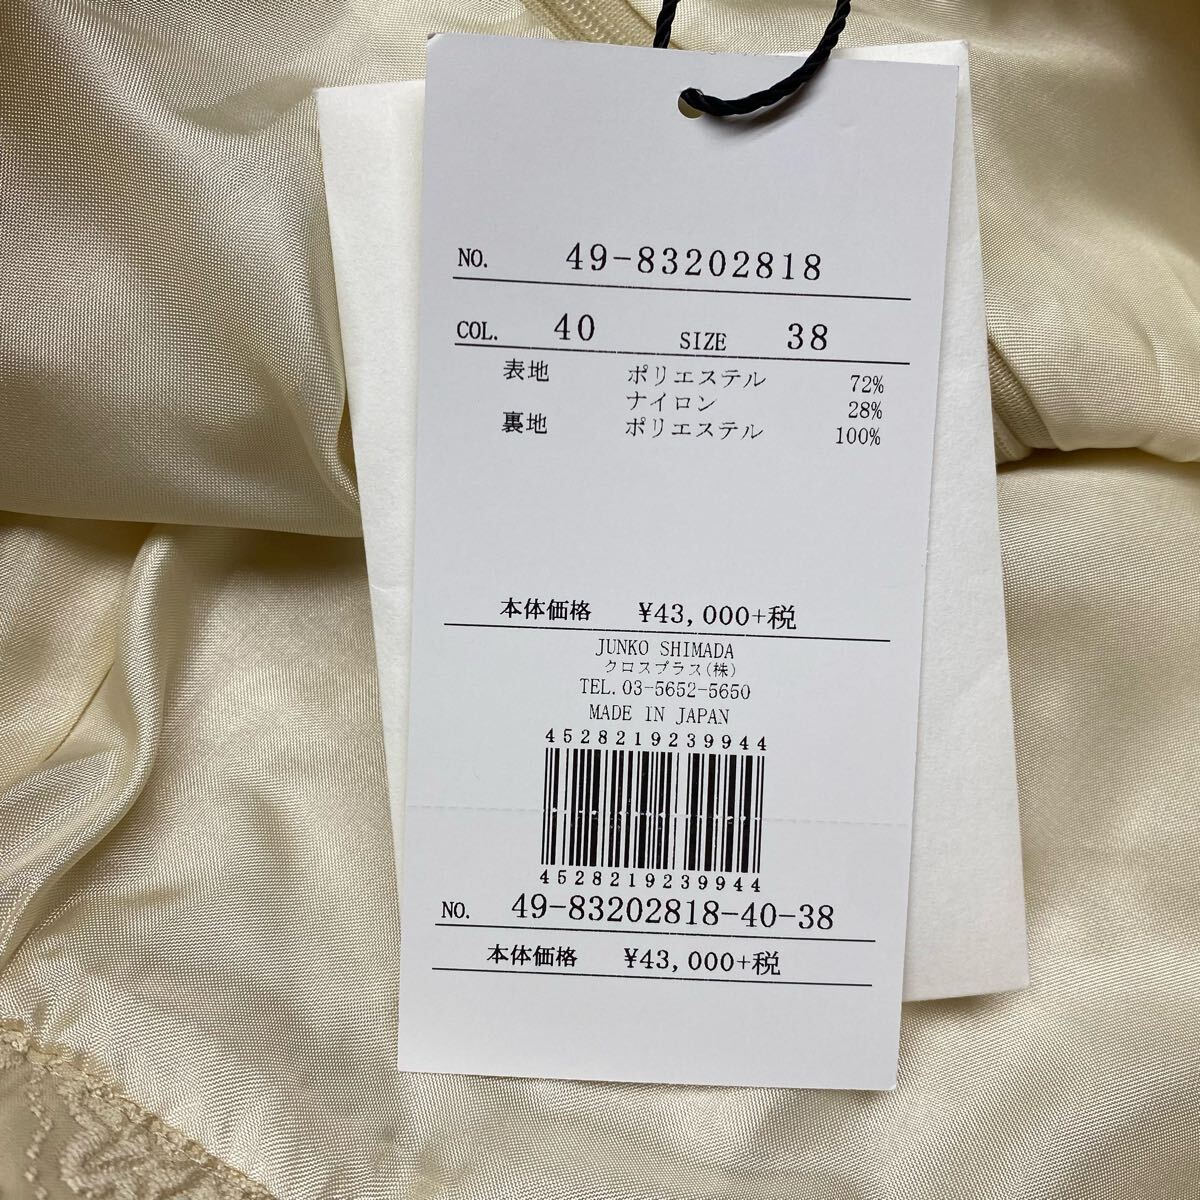 NO. 49-83202818
COL. 40 SIZE 38
表地 ポリエステル 72%
ナイロン 28%
裏地 ポリエステル 100%
本体価格 ¥43,000+税
JUNKO SHIMADA
クロスプラス(株)
TEL.03-5652-5650
MADE IN JAPAN
4528219239944
4528219239944
NO. 49-83202818-40-38
本体価格 ¥43,000+税